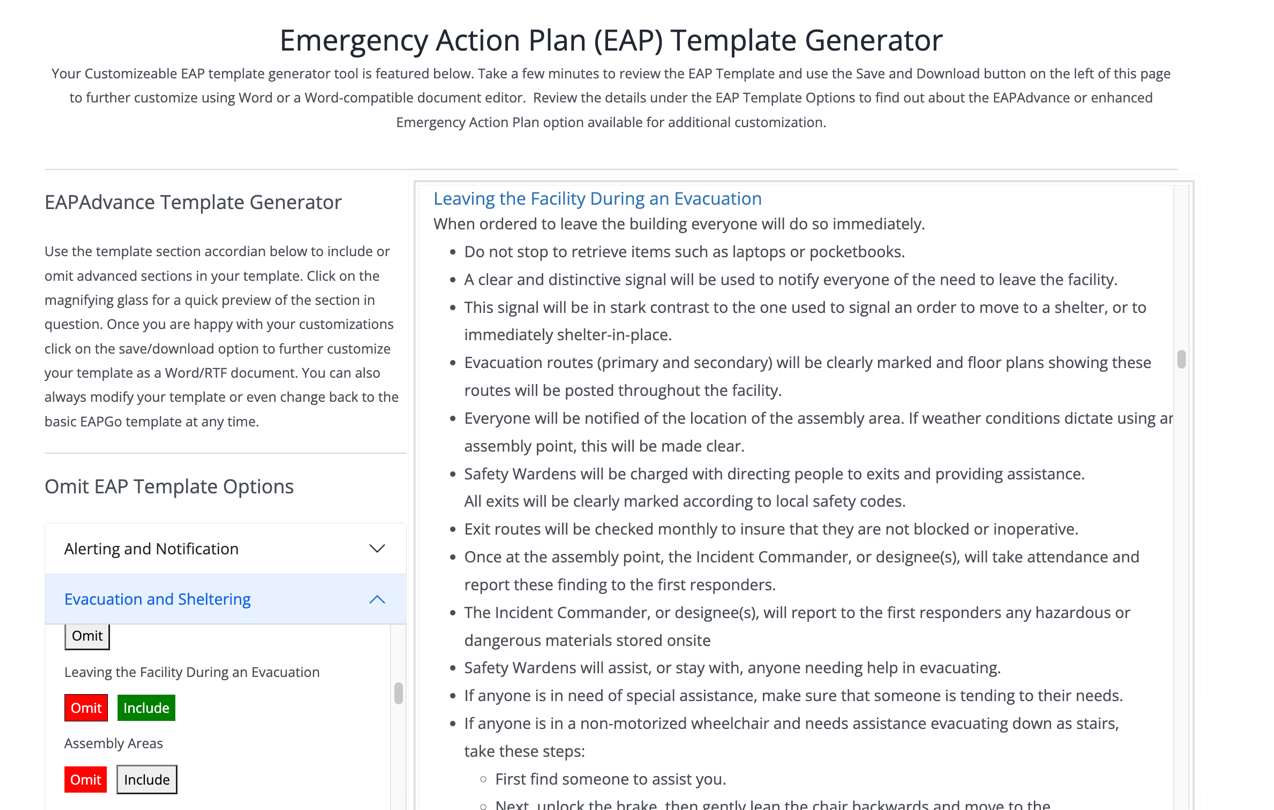 Emergency Action Plan (EAP) Template Generator
Your Customizeable EAP template generator tool is featured below. Take a few minutes to review the EAP Template and use the Save and Download button on the left of this page
to further customize using Word or a Word-compatible document editor.  Review the details under the EAP Template Options to find out about the EAPAdvance or enhanced
Emergency Action Plan option available for additional customization.
EAPAdvance Template Generator
Use the template section accordian below to include or
omit advanced sections in your template. Click on the
magnifying glass for a quick preview of the section in
question. Once you are happy with your customizations
click on the save/download option to further customize
your template as a Word/RTF document. You can also
always modify your template or even change back to the
basic EAPGo template at any time.
Omit EAP Template Options
Alerting and Notification
Evacuation and Sheltering
Omit
Leaving the Facility During an Evacuation
Omit Include
Assembly Areas
Omit Include
Leaving the Facility During an Evacuation
When ordered to leave the building everyone will do so immediately.
• Do not stop to retrieve items such as laptops or pocketbooks.
• A clear and distinctive signal will be used to notify everyone of the need to leave the facility.
• This signal will be in stark contrast to the one used to signal an order to move to a shelter, or to
immediately shelter-in-place.
• Evacuation routes (primary and secondary) will be clearly marked and floor plans showing these
routes will be posted throughout the facility.
• Everyone will be notified of the location of the assembly area. If weather conditions dictate using
assembly point, this will be made clear.
• Safety Wardens will be charged with directing people to exits and providing assistance.
All exits will be clearly marked according to local safety codes.
• Exit routes will be checked monthly to insure that they are not blocked or inoperative.
• Once at the assembly point, the Incident Commander, or designee(s), will take attendance and
report these finding to the first responders.
• The Incident Commander, or designee(s), will report to the first responders any hazardous or
dangerous materials stored onsite
• Safety Wardens will assist, or stay with, anyone needing help in evacuating.
• If anyone is in need of special assistance, make sure that someone is tending to their needs.
• If anyone is in a non-motorized wheelchair and needs assistance evacuating down as stairs,
take these steps:
○ First find someone to assist you.
○ Next, unlock the brake, then gently lean the chair backwards and move to the